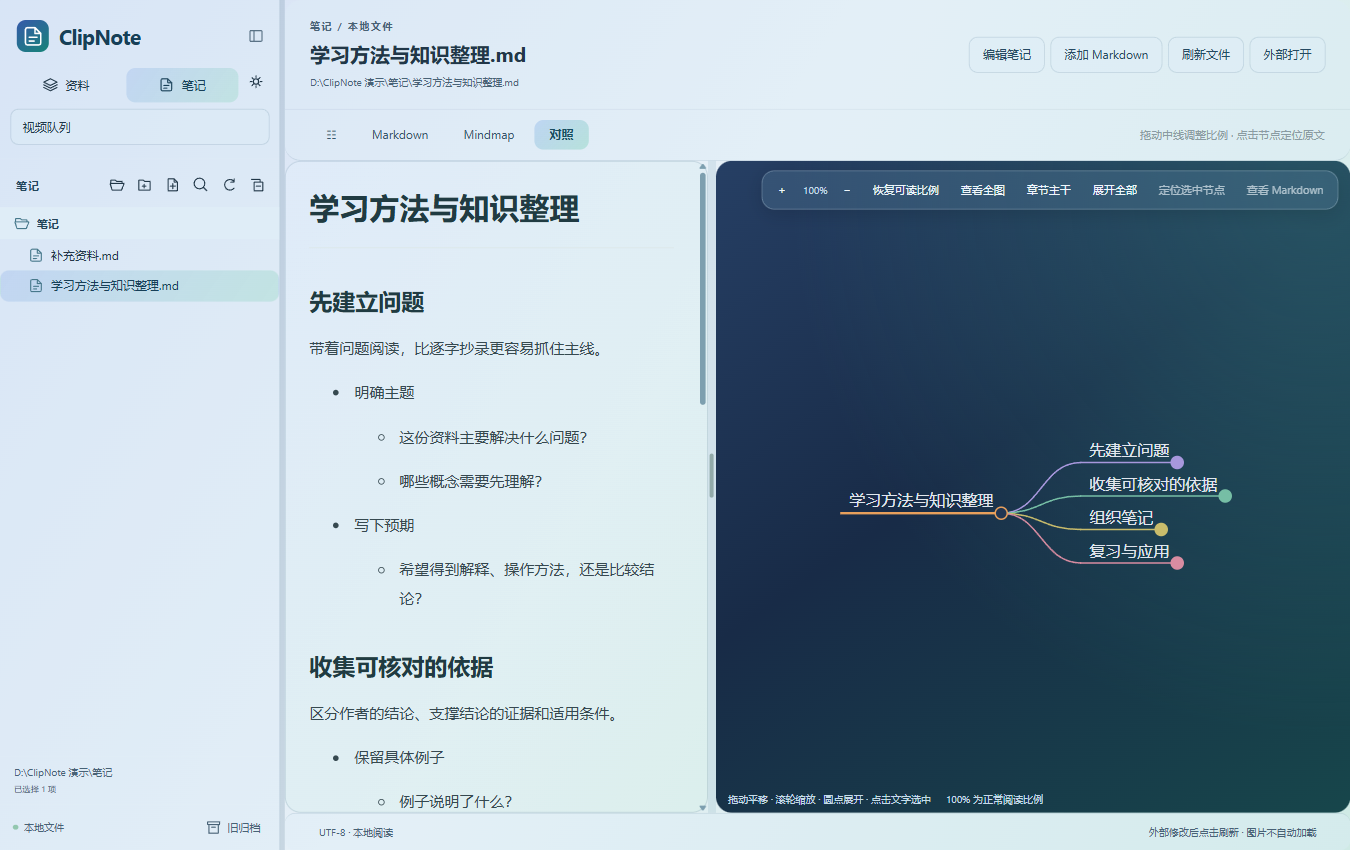 ClipNote
资料
笔记
视频队列
笔记
笔记
补充资料.md
学习方法与知识整理.md
D:\ClipNote 演示\笔记
已选择 1 项
本地文件
旧归档
笔记 / 本地文件
学习方法与知识整理.md
D:\ClipNote 演示\笔记\学习方法与知识整理.md
编辑笔记
添加 Markdown
刷新文件
外部打开
Markdown
Mindmap
对照
拖动中线调整比例 · 点击节点定位原文
学习方法与知识整理
先建立问题
带着问题阅读，比逐字抄录更容易抓住主线。
明确主题
这份资料主要解决什么问题？
哪些概念需要先理解？
写下预期
希望得到解释、操作方法，还是比较结
论？
收集可核对的依据
区分作者的结论、支撑结论的证据和适用条件。
保留具体例子
例子说明了什么？
+ 100% − 恢复可读比例 查看全图 章节主干 展开全部 定位选中节点 查看 Markdown
学习方法与知识整理
先建立问题
收集可核对的依据
组织笔记
复习与应用
拖动平移 · 滚轮缩放 · 圆点展开 · 点击文字选中 100% 为正常阅读比例
UTF-8 · 本地阅读
外部修改后点击刷新 · 图片不自动加载